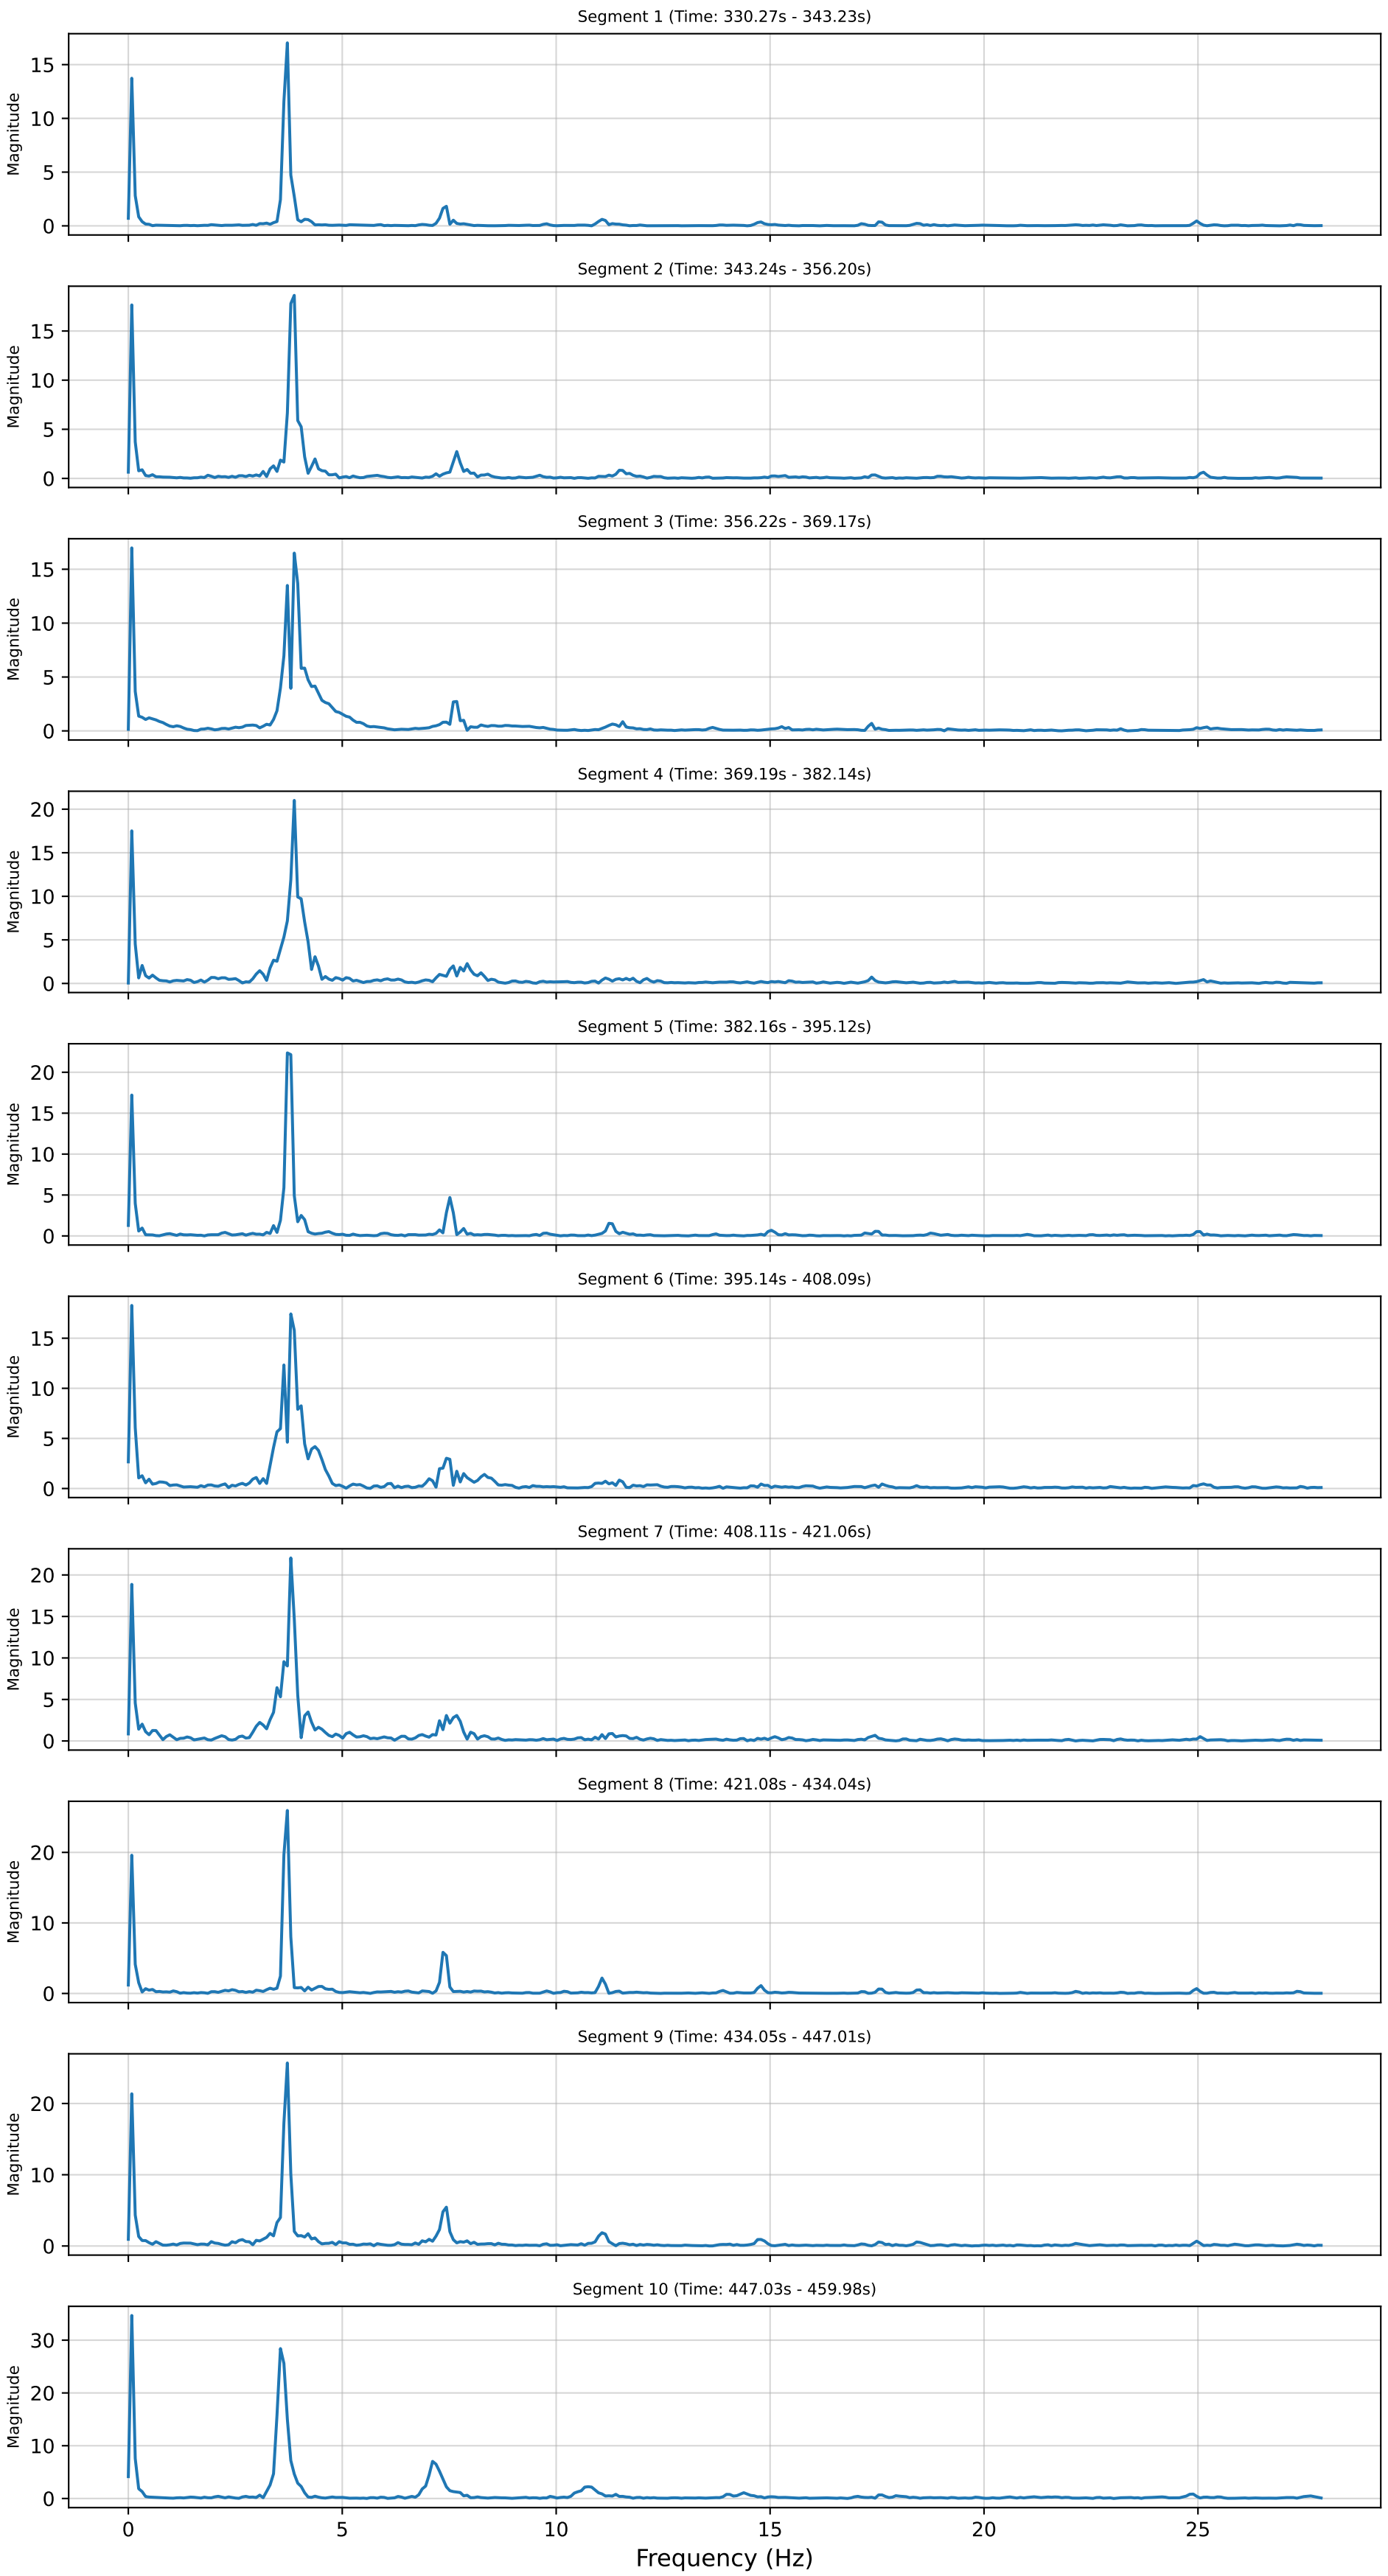 Segment 1 (Time: 330.27s - 343.23s)
Magnitude
15
10
5
0
Segment 2 (Time: 343.24s - 356.20s)
Magnitude
15
10
5
0
Segment 3 (Time: 356.22s - 369.17s)
Magnitude
15
10
5
0
Segment 4 (Time: 369.19s - 382.14s)
Magnitude
20
15
10
5
0
Segment 5 (Time: 382.16s - 395.12s)
Magnitude
20
15
10
5
0
Segment 6 (Time: 395.14s - 408.09s)
Magnitude
15
10
5
0
Segment 7 (Time: 408.11s - 421.06s)
Magnitude
20
15
10
5
0
Segment 8 (Time: 421.08s - 434.04s)
Magnitude
20
10
0
Segment 9 (Time: 434.05s - 447.01s)
Magnitude
20
10
0
Segment 10 (Time: 447.03s - 459.98s)
Magnitude
30
20
10
0
0 5 10 15 20 25
Frequency (Hz)